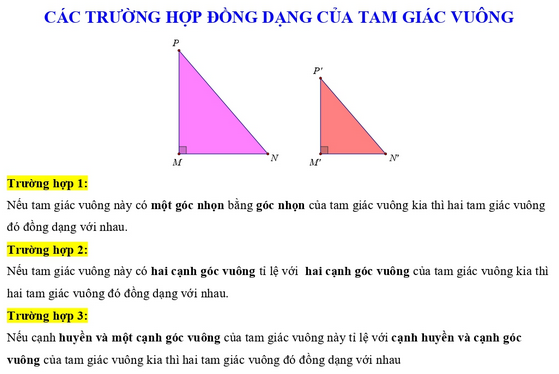 CÁC TRƯỜNG HỢP ĐỒNG DẠNG CỦA TAM GIÁC VUÔNG
P
P'
M
N
M'
N'
Trường hợp 1:
Nếu tam giác vuông này có một góc nhọn bằng góc nhọn của tam giác vuông kia thì hai tam giác vuông
đó đồng dạng với nhau.
Trường hợp 2:
Nếu tam giác vuông này có hai cạnh góc vuông tỉ lệ với hai cạnh góc vuông của tam giác vuông kia thì
hai tam giác vuông đó đồng dạng với nhau.
Trường hợp 3:
Nếu cạnh huyền và một cạnh góc vuông của tam giác vuông này tỉ lệ với cạnh huyền và cạnh góc
vuông của tam giác vuông kia thì hai tam giác vuông đó đồng dạng với nhau